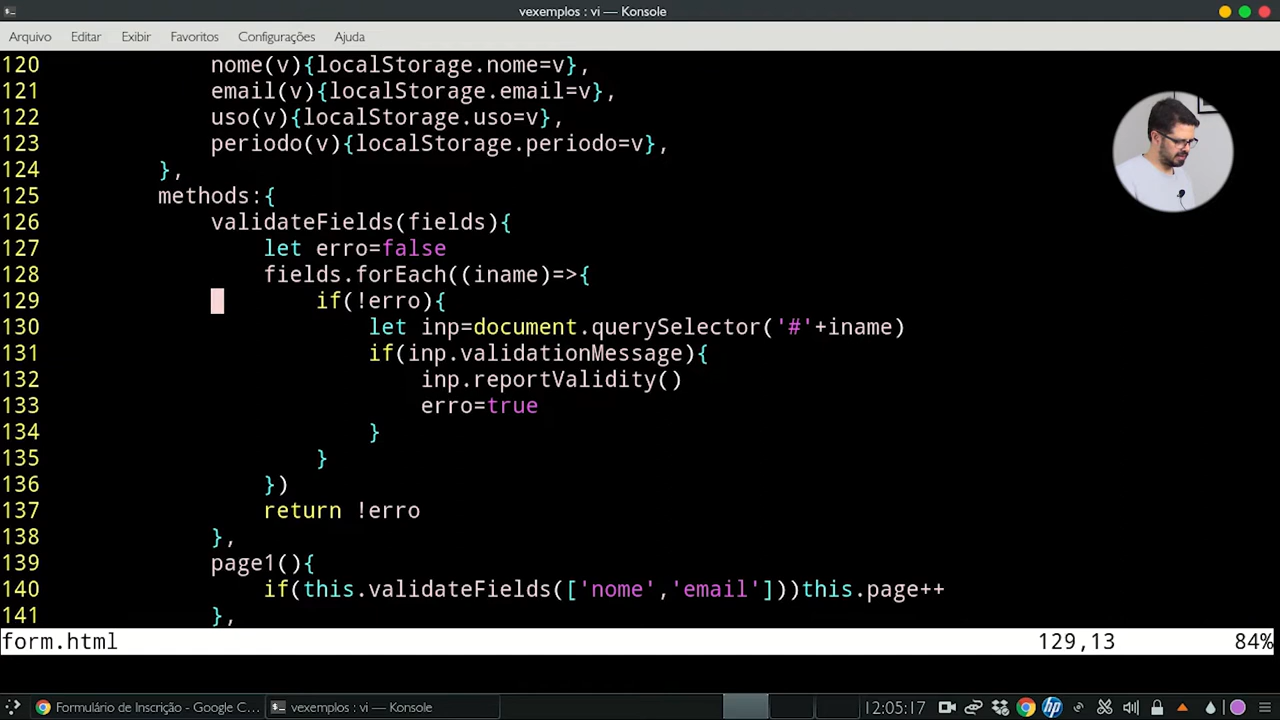 vexemplos : vi — Konsole
Arquivo Editar Exibir Favoritos Configurações Ajuda
120 nome(v){localStorage.nome=v},
121 email(v){localStorage.email=v},
122 uso(v){localStorage.uso=v},
123 periodo(v){localStorage.periodo=v},
124 },
125 methods:{
126 validateFields(fields){
127 let erro=false
128 fields.forEach((iname)=>{
129 if(!erro){
130 let inp=document.querySelector('#'+iname)
131 if(inp.validationMessage){
132 inp.reportValidity()
133 erro=true
134 }
135 }
136 })
137 return !erro
138 },
139 page1(){
140 if(this.validateFields(['nome','email']))this.page++
141 },
form.html 129,13 84%
Formulário de Inscrição - Google C... vexemplos : vi — Konsole 12:05:17